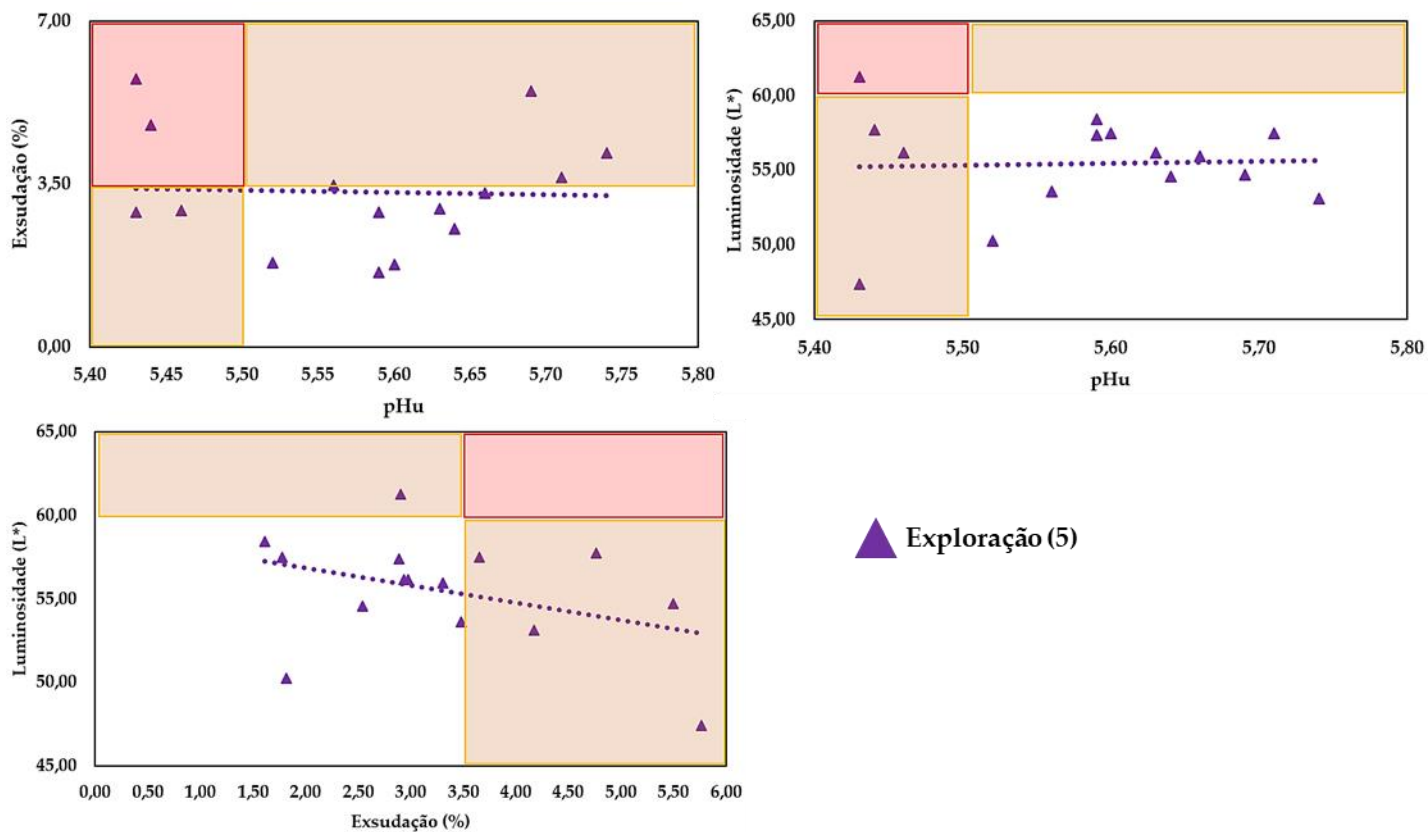 7,00
3,50
0,00
Exsudação (%)
5,40 5,45 5,50 5,55 5,60 5,65 5,70 5,75 5,80
pHu
65,00
60,00
55,00
50,00
45,00
Luminosidade (L*)
5,40 5,50 5,60 5,70 5,80
pHu
65,00
60,00
55,00
50,00
45,00
Luminosidade (L*)
0,00 0,50 1,00 1,50 2,00 2,50 3,00 3,50 4,00 4,50 5,00 5,50 6,00
Exsudação (%)
Exploração (5)